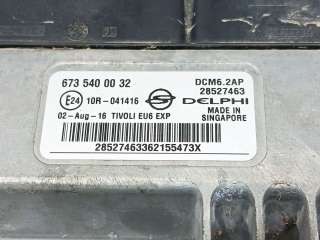 673 540 00 32
DCM6.2AP
28527463
E24 10R-041416
DELPHI
02-Aug-16 TIVOLI EU6 EXP
MADE IN
SINGAPORE
28527463362155473X